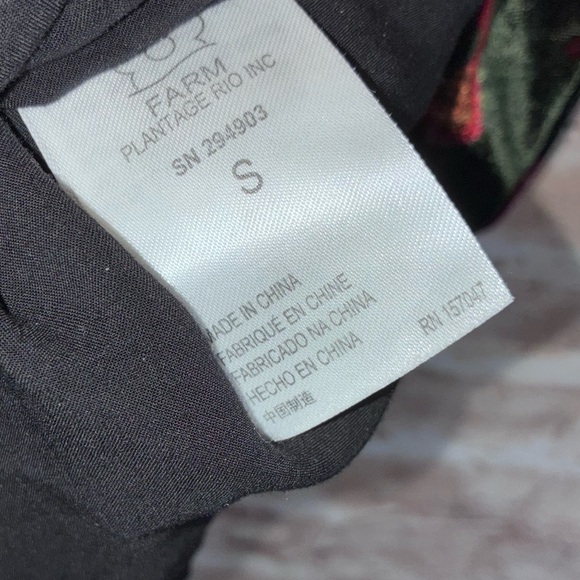 FARM
PLANTAGE RIO INC
SN 294903
S
MADE IN CHINA
FABRIQUÉ EN CHINE
FABRICADO NA CHINA
HECHO EN CHINA
中国制造
RN 157047